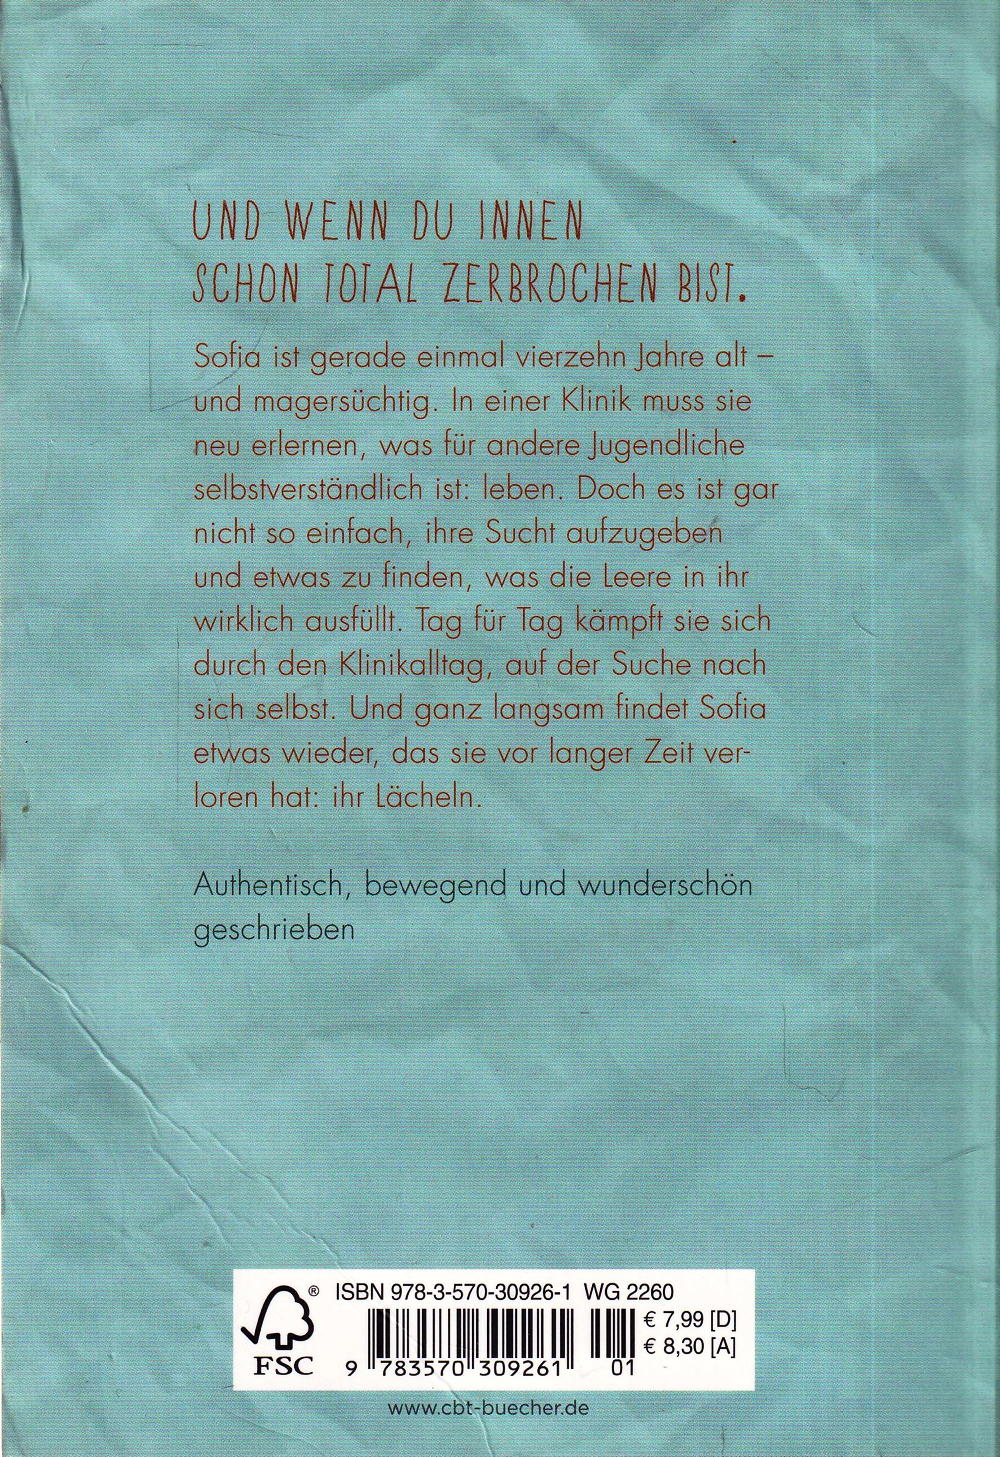 UND WENN DU INNEN
SCHON TOTAL ZERBROCHEN BIST.
Sofia ist gerade einmal vierzehn Jahre alt –
und magersüchtig. In einer Klinik muss sie
neu erlernen, was für andere Jugendliche
selbstverständlich ist: leben. Doch es ist gar
nicht so einfach, ihre Sucht aufzugeben
und etwas zu finden, was die Leere in ihr
wirklich ausfüllt. Tag für Tag kämpft sie sich
durch den Klinikalltag, auf der Suche nach
sich selbst. Und ganz langsam findet Sofia
etwas wieder, das sie vor langer Zeit ver-
loren hat: ihr Lächeln.
Authentisch, bewegend und wunderschön
geschrieben
® ISBN 978-3-570-30926-1 WG 2260
€ 7,99 [D]
€ 8,30 [A]
FSC 9 783570 309261 01
www.cbt-buecher.de